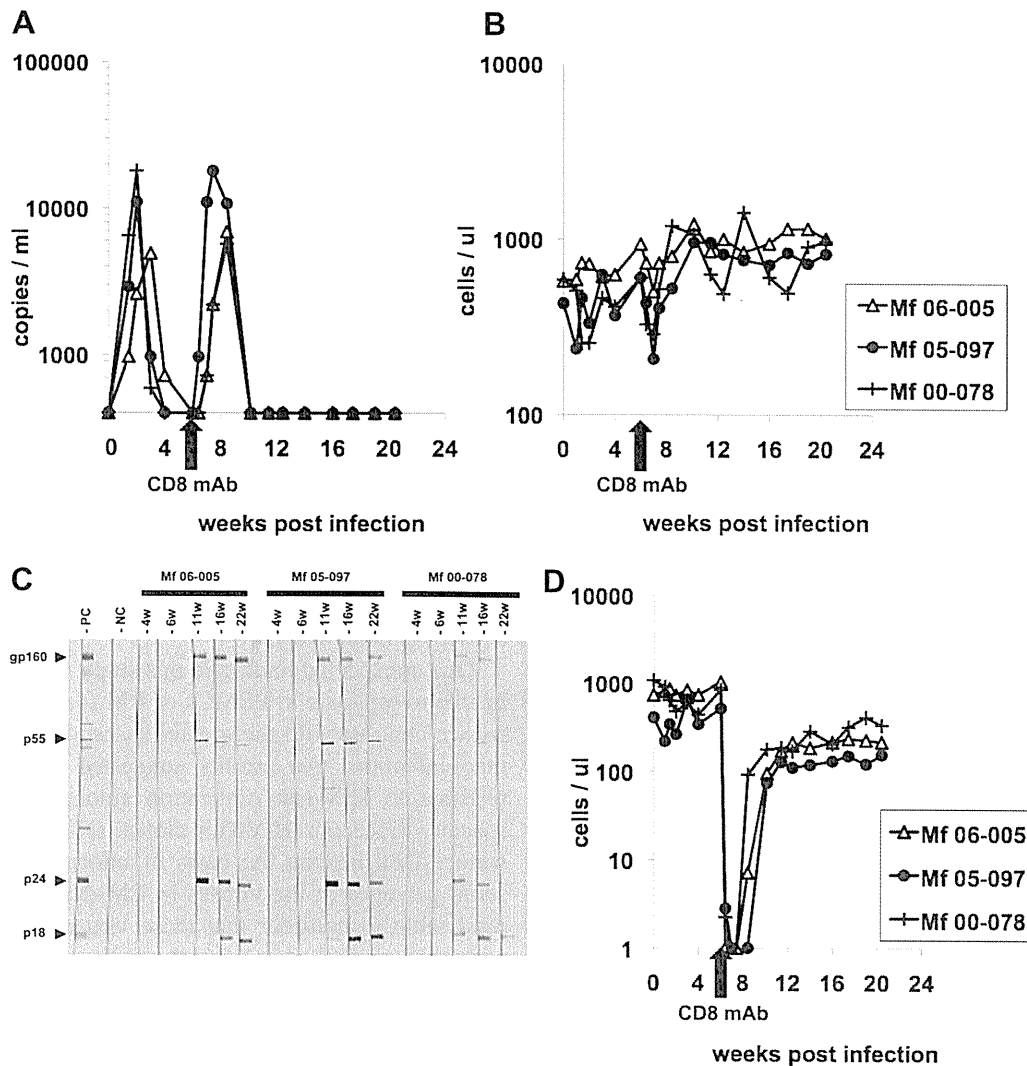 A
100000
10000
1000
copies / ml
0 4 8 12 16 20 24
CD8 mAb
weeks post infection
B
10000
1000
100
cells / ul
0 4 8 12 16 20 24
CD8 mAb
weeks post infection
Mf 06-005
Mf 05-097
Mf 00-078
C
Mf 06-005 Mf 05-097 Mf 00-078
- PC - NC - 4w - 6w - 11w - 16w - 22w - 4w - 6w - 11w - 16w - 22w - 4w - 6w - 11w - 16w - 22w
gp160
p55
p24
p18
D
10000
1000
100
10
1
cells / ul
0 4 8 12 16 20 24
CD8 mAb
weeks post infection
Mf 06-005
Mf 05-097
Mf 00-078